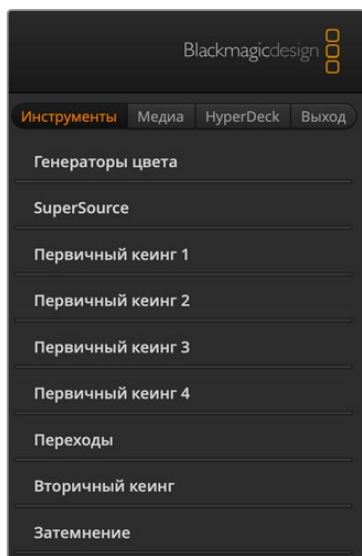 Blackmagicdesign
Инструменты Медиа HyperDeck Выход
Генераторы цвета
SuperSource
Первичный кеинг 1
Первичный кеинг 2
Первичный кеинг 3
Первичный кеинг 4
Переходы
Вторичный кеинг
Затемнение